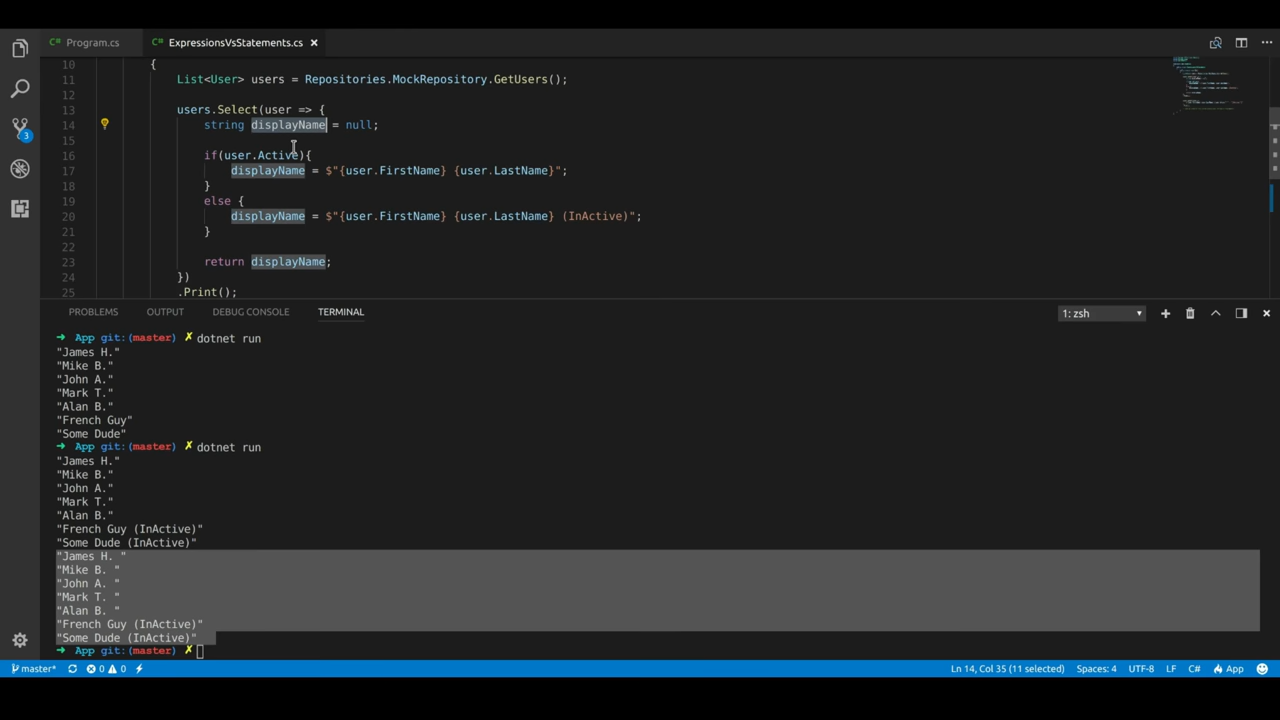 Program.cs
ExpressionsVsStatements.cs
10 {
11 List<User> users = Repositories.MockRepository.GetUsers();
12
13 users.Select(user => {
14 string displayName = null;
15
16 if(user.Active){
17 displayName = $"{user.FirstName} {user.LastName}";
18 }
19 else {
20 displayName = $"{user.FirstName} {user.LastName} (InActive)";
21 }
22
23 return displayName;
24 })
25 .Print();
PROBLEMS OUTPUT DEBUG CONSOLE TERMINAL 1: zsh
➜ App git:(master) ✗ dotnet run
"James H."
"Mike B."
"John A."
"Mark T."
"Alan B."
"French Guy"
"Some Dude"
➜ App git:(master) ✗ dotnet run
"James H."
"Mike B."
"John A."
"Mark T."
"Alan B."
"French Guy (InActive)"
"Some Dude (InActive)"
"James H. "
"Mike B. "
"John A. "
"Mark T. "
"Alan B. "
"French Guy (InActive)"
"Some Dude (InActive)"
➜ App git:(master) ✗
3
master* 0 0 Ln 14, Col 35 (11 selected) Spaces: 4 UTF-8 LF C# App